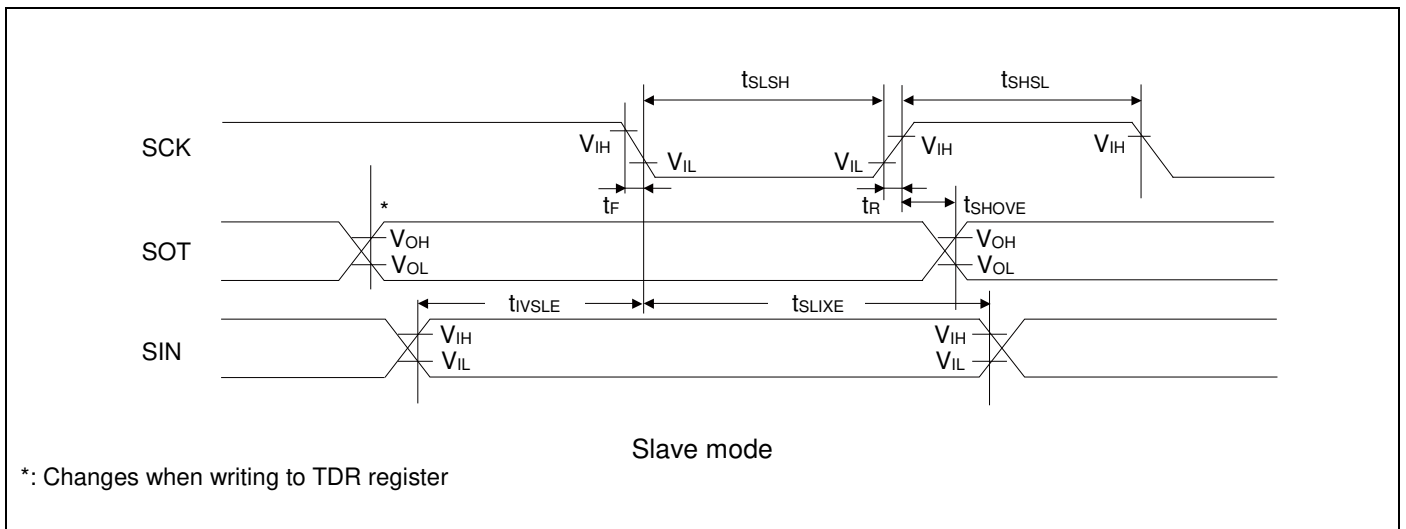 tSLSH tSHSL
SCK VIH VIL VIL VIH VIH
tF tR tSHOVE
*
SOT VOH VOH
VOL VOL
tIVSLE tSLIXE
VIH VIH
SIN
VIL VIL
Slave mode
*: Changes when writing to TDR register